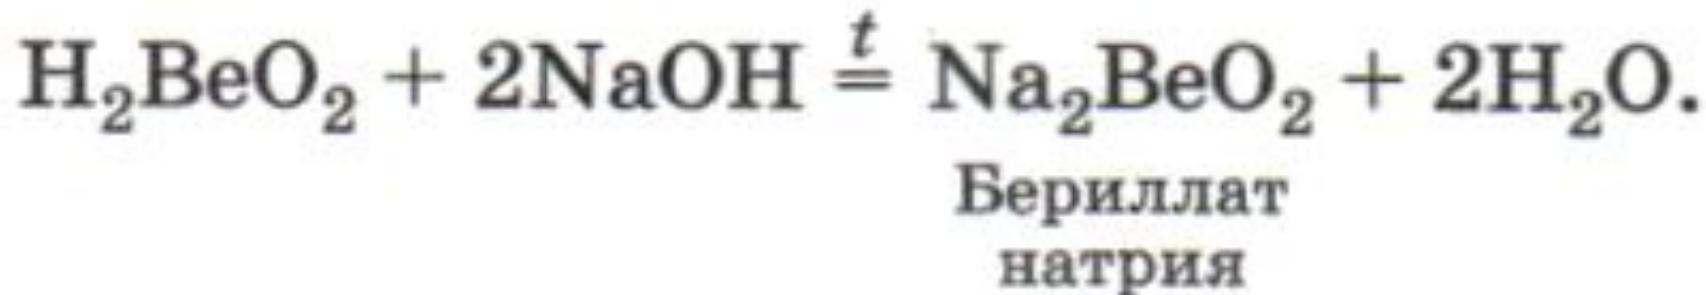 H₂BeO₂ + 2NaOH =ᵗ Na₂BeO₂ + 2H₂O.
Бериллат
натрия